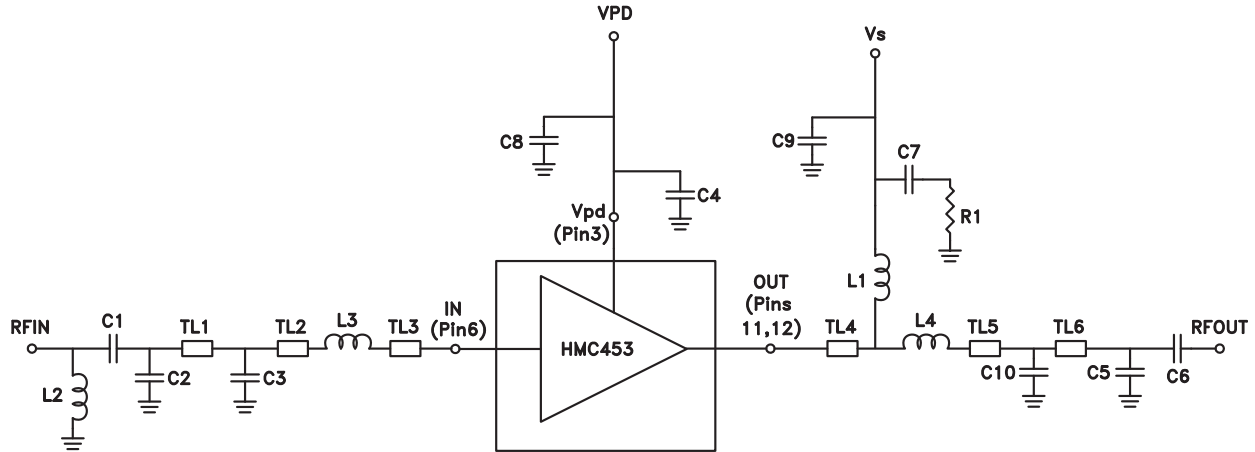 VPD
Vs
C8
C9
C7
C4
R1
Vpd
(Pin3)
L1
OUT
(Pins
11,12)
IN
(Pin6)
RFIN
C1
TL1
TL2
L3
TL3
HMC453
TL4
L4
TL5
TL6
RFOUT
L2
C2
C3
C10
C5
C6